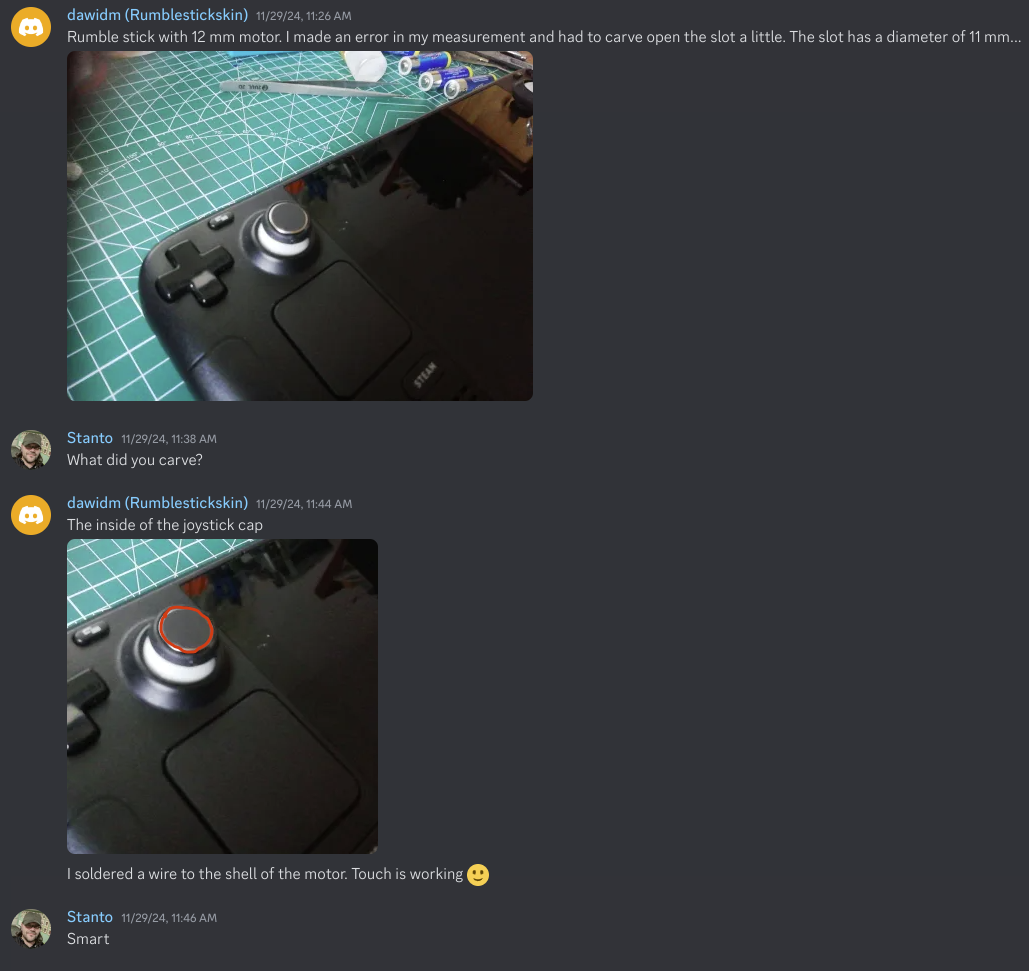 dawidm (Rumblestickskin) 11/29/24, 11:26 AM
Rumble stick with 12 mm motor. I made an error in my measurement and had to carve open the slot a little. The slot has a diameter of 11 mm...
STEAM
Stanto 11/29/24, 11:38 AM
What did you carve?
dawidm (Rumblestickskin) 11/29/24, 11:44 AM
The inside of the joystick cap
I soldered a wire to the shell of the motor. Touch is working 🙂
Stanto 11/29/24, 11:46 AM
Smart